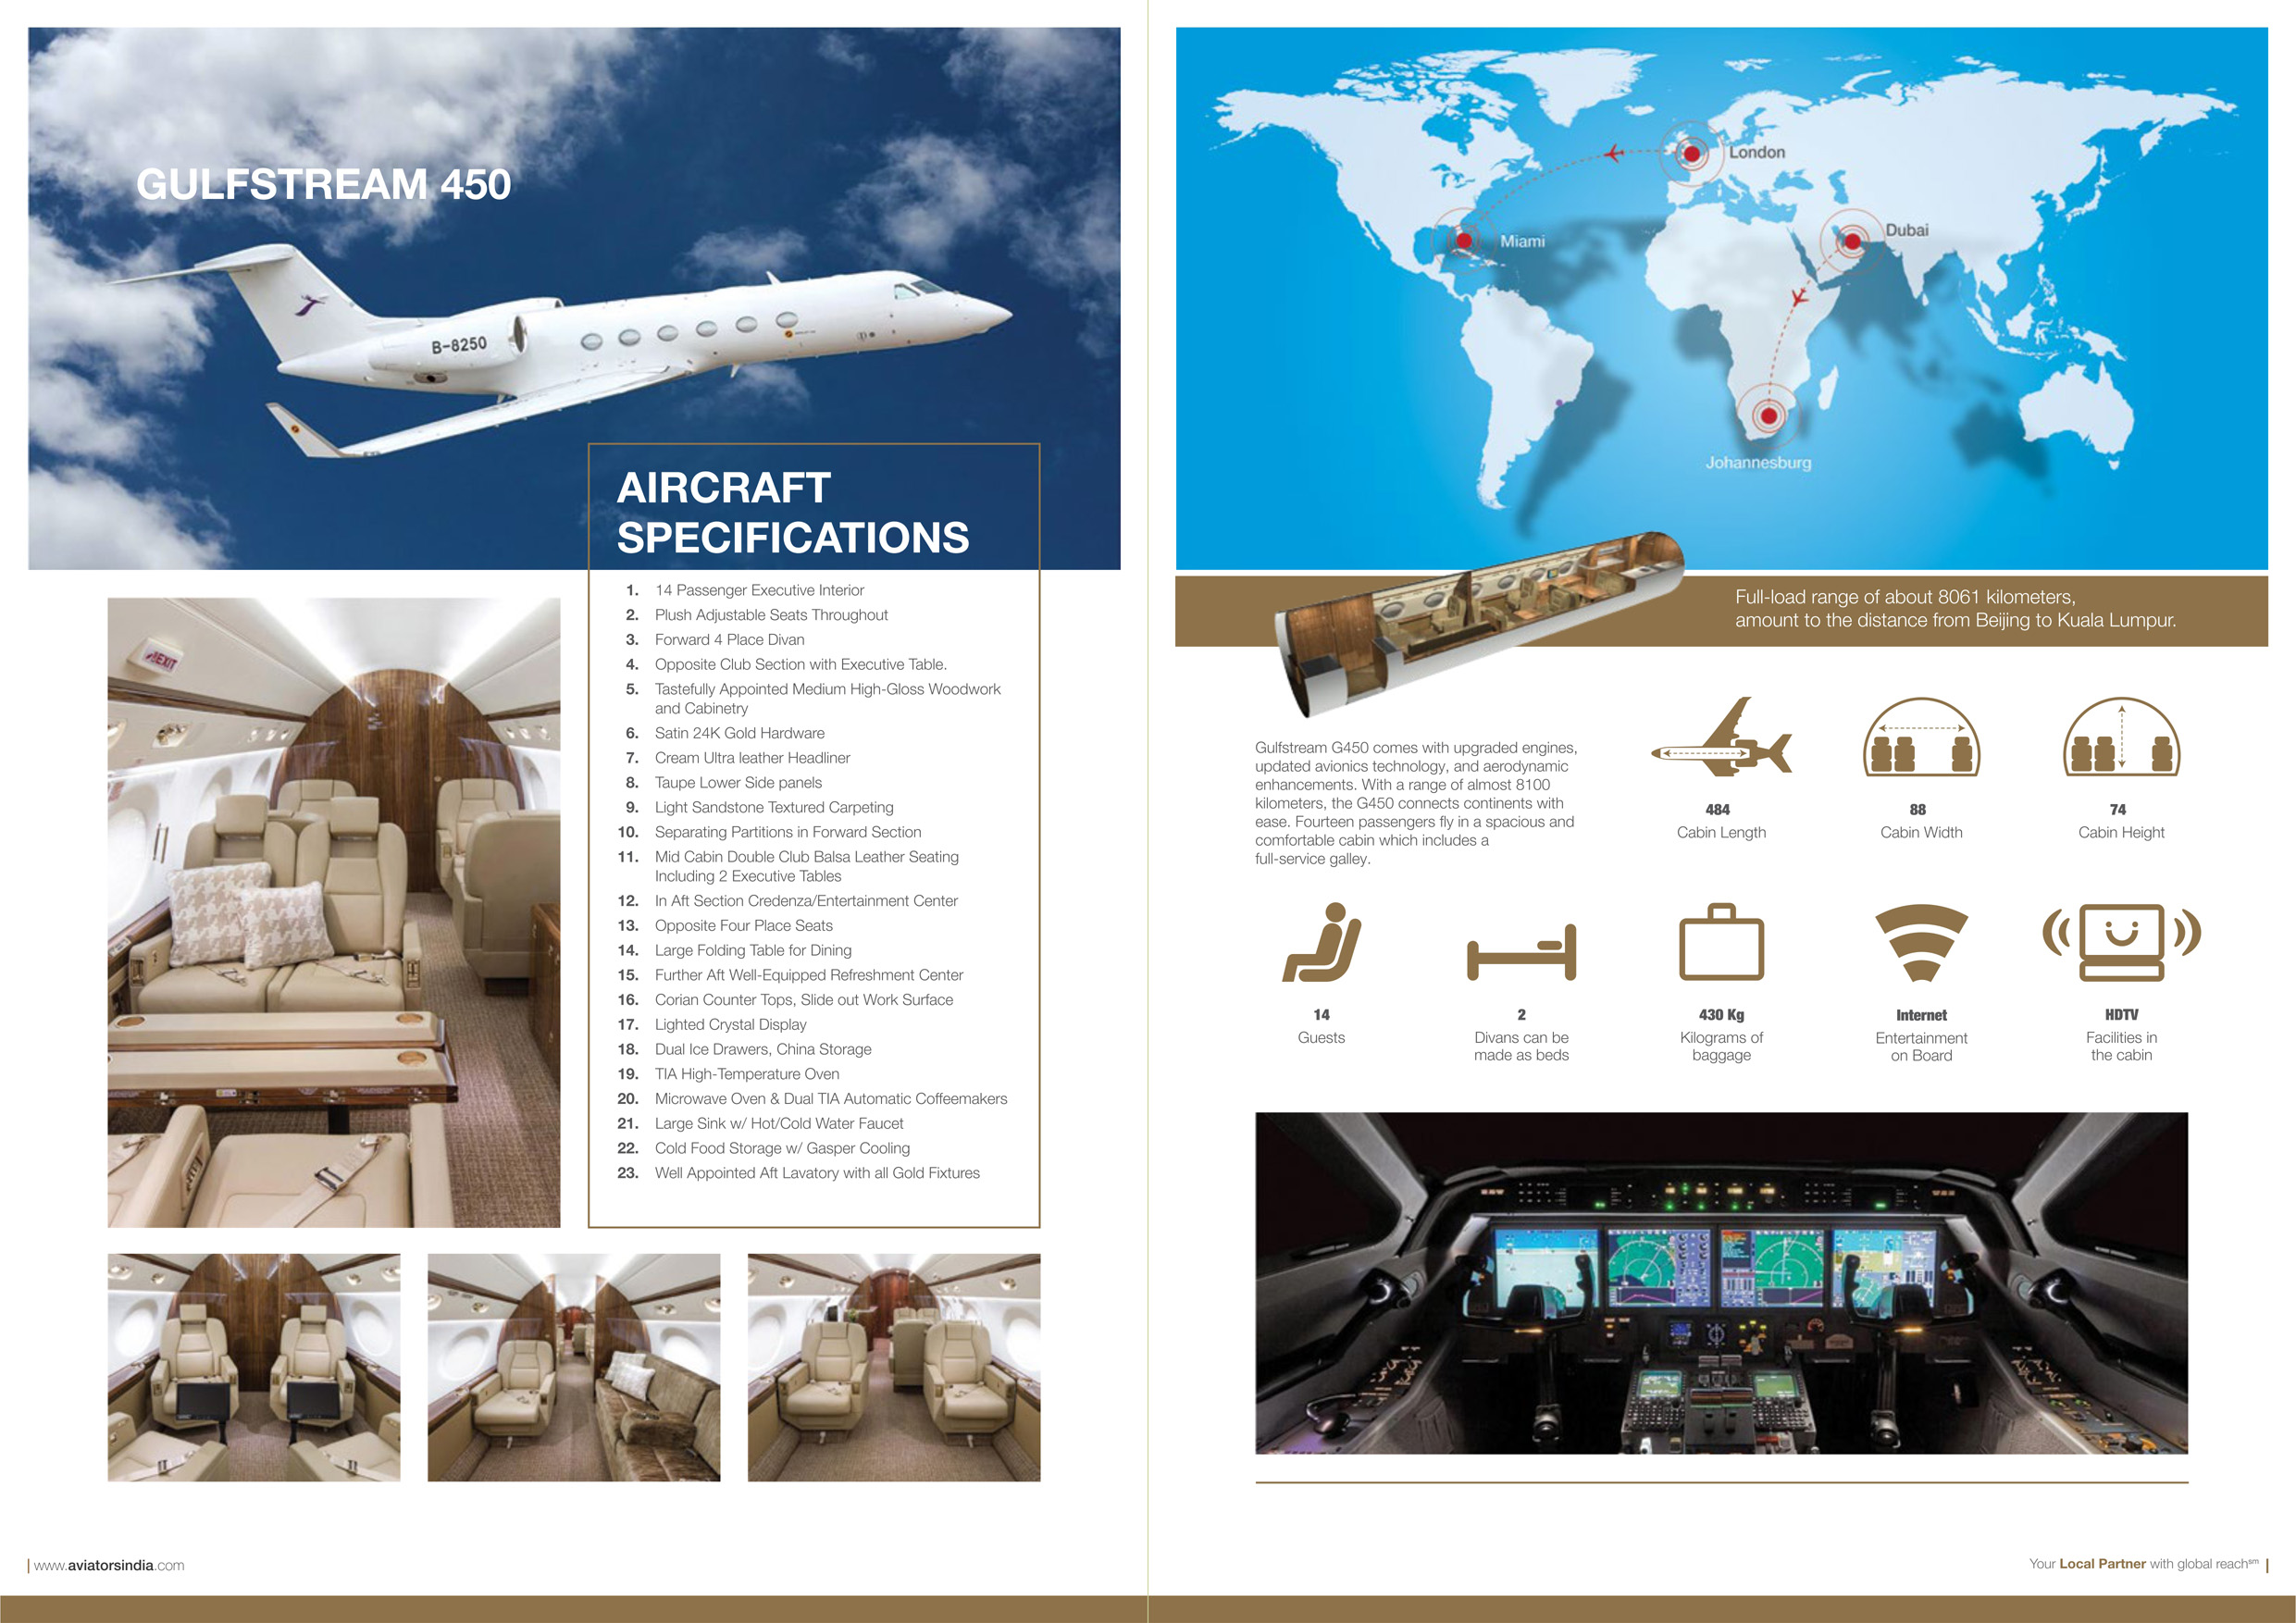 GULFSTREAM 450
B-8250
AIRCRAFT
SPECIFICATIONS
1. 14 Passenger Executive Interior
2. Plush Adjustable Seats Throughout
3. Forward 4 Place Divan
4. Opposite Club Section with Executive Table.
5. Tastefully Appointed Medium High-Gloss Woodwork
and Cabinetry
6. Satin 24K Gold Hardware
7. Cream Ultra leather Headliner
8. Taupe Lower Side panels
9. Light Sandstone Textured Carpeting
10. Separating Partitions in Forward Section
11. Mid Cabin Double Club Balsa Leather Seating
Including 2 Executive Tables
12. In Aft Section Credenza/Entertainment Center
13. Opposite Four Place Seats
14. Large Folding Table for Dining
15. Further Aft Well-Equipped Refreshment Center
16. Corian Counter Tops, Slide out Work Surface
17. Lighted Crystal Display
18. Dual Ice Drawers, China Storage
19. TIA High-Temperature Oven
20. Microwave Oven & Dual TIA Automatic Coffeemakers
21. Large Sink w/ Hot/Cold Water Faucet
22. Cold Food Storage w/ Gasper Cooling
23. Well Appointed Aft Lavatory with all Gold Fixtures
EXIT
www.aviatorsindia.com
London
Miami
Dubai
Johannesburg
Full-load range of about 8061 kilometers,
amount to the distance from Beijing to Kuala Lumpur.
Gulfstream G450 comes with upgraded engines,
updated avionics technology, and aerodynamic
enhancements. With a range of almost 8100
kilometers, the G450 connects continents with
ease. Fourteen passengers fly in a spacious and
comfortable cabin which includes a
full-service galley.
484
Cabin Length
88
Cabin Width
74
Cabin Height
14
Guests
2
Divans can be
made as beds
430 Kg
Kilograms of
baggage
Internet
Entertainment
on Board
HDTV
Facilities in
the cabin
Your Local Partner with global reach℠